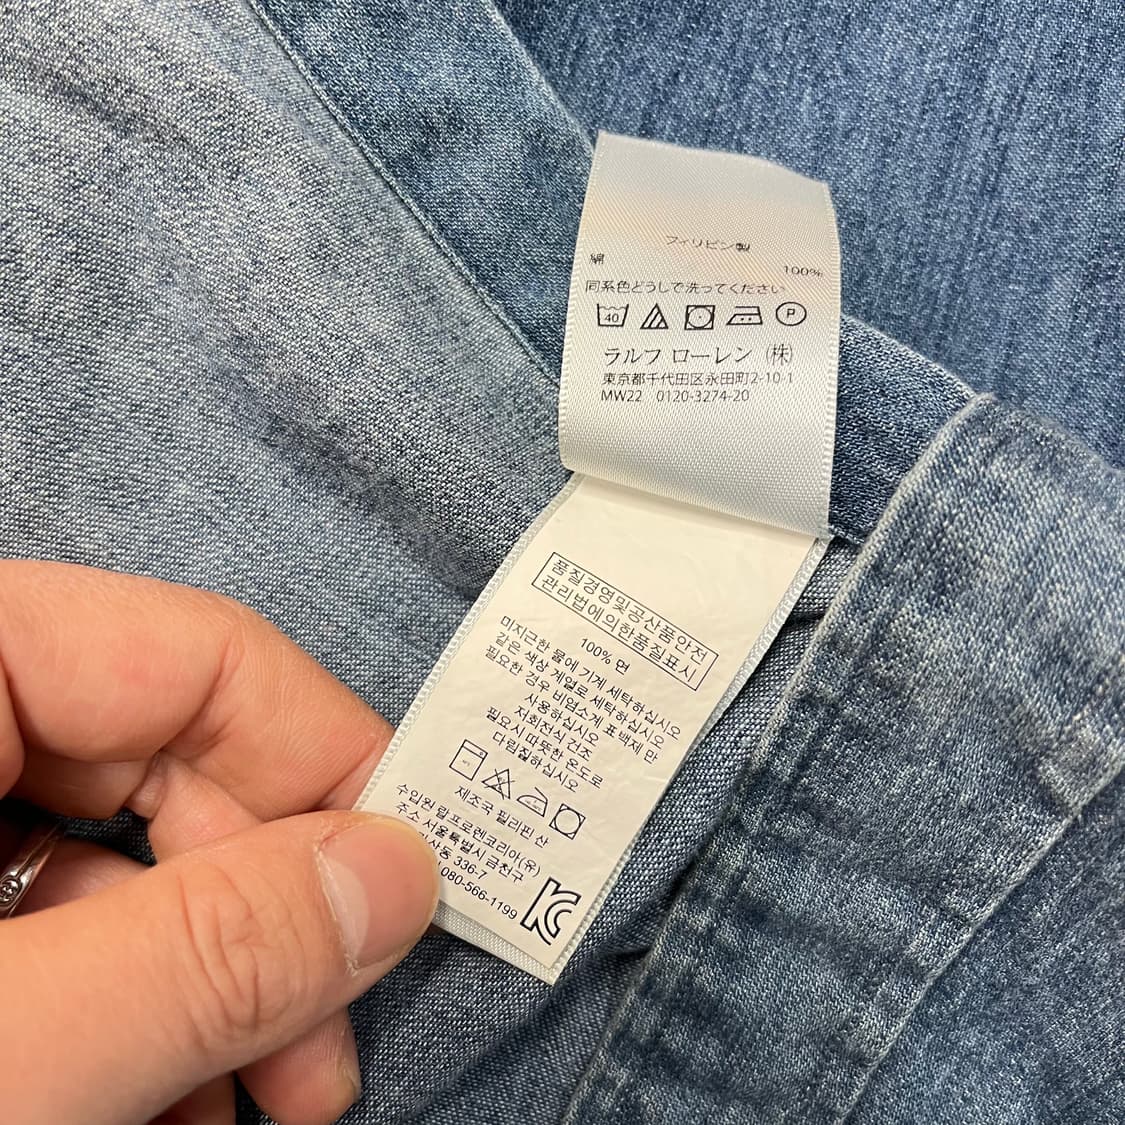 フィリピン製
綿 100%
同系色どうしで洗ってください
40 P
ラルフ ローレン (株)
東京都千代田区永田町2-10-1
MW22 0120-3274-20
품질경영및공산품안전
관리법에의한품질표시
100% 면
미지근한 물에 기계 세탁하십시오
같은 색상 계열로 세탁하십시오
필요한 경우 비염소계 표백제 만
사용하십시오
저회전식 건조
필요시 따뜻한 온도로
다림질하십시오
제조국 필리핀 산
수입원 랄프로렌코리아(유)
주소 서울특별시 금천구
산동 336-7
080-566-1199